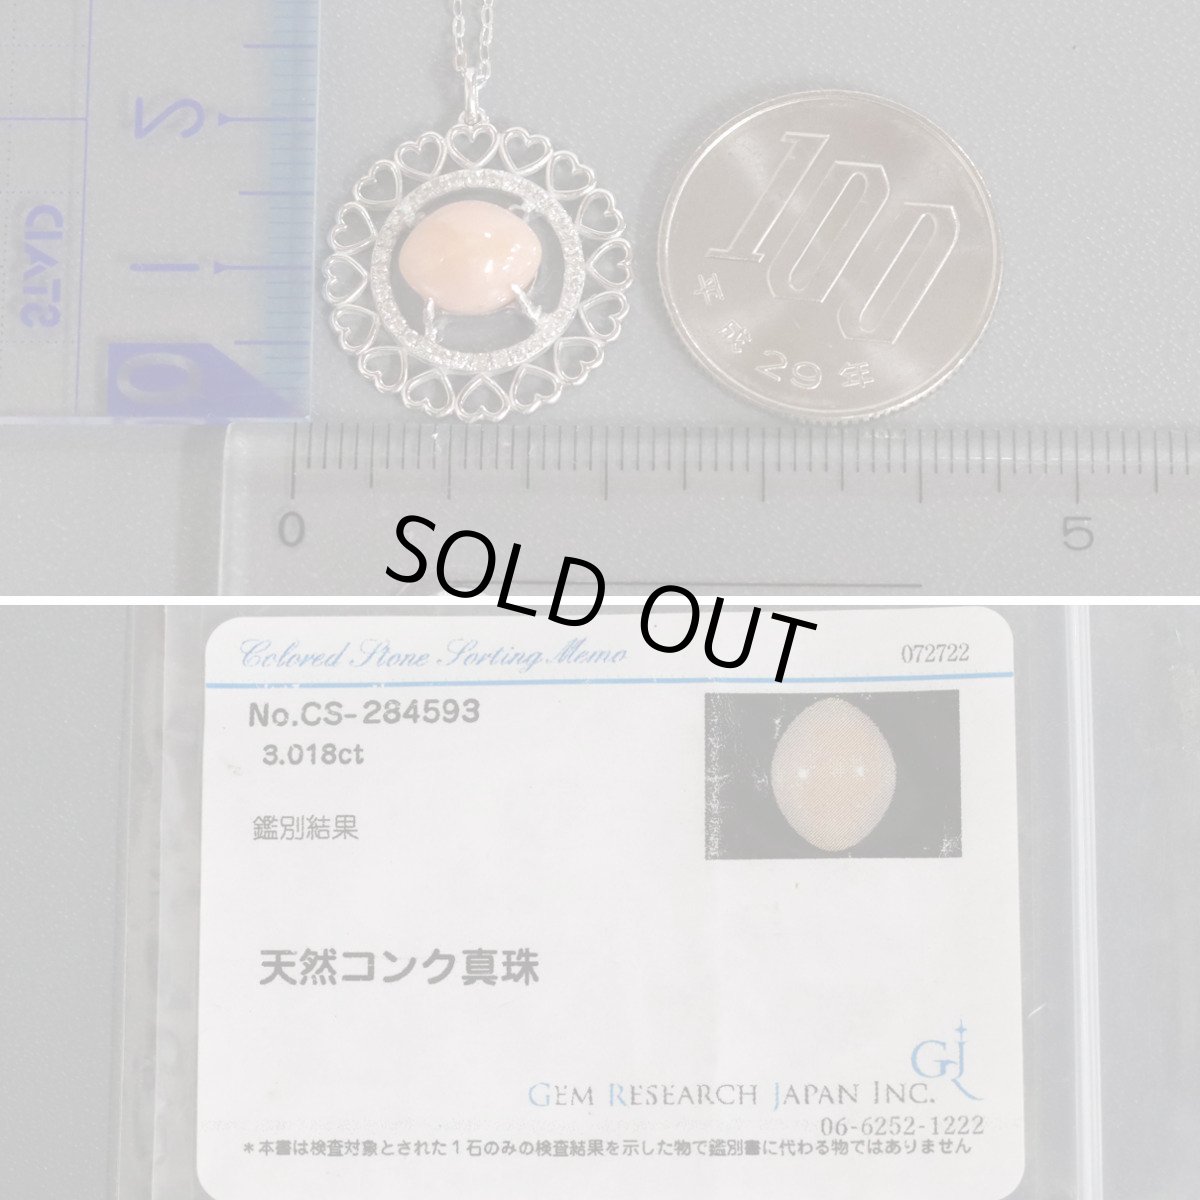 2
CIATS
1
0
100
平成29年
0
5
SOLD OUT
Colored Stone Sorting Memo
072722
No.CS-284593
3.018ct
鑑別結果
天然コンク真珠
GJ
GEM RESEARCH JAPAN INC.
06-6252-1222
＊本書は検査対象とされた1石のみの検査結果を示した物で鑑別書に代わる物ではありません